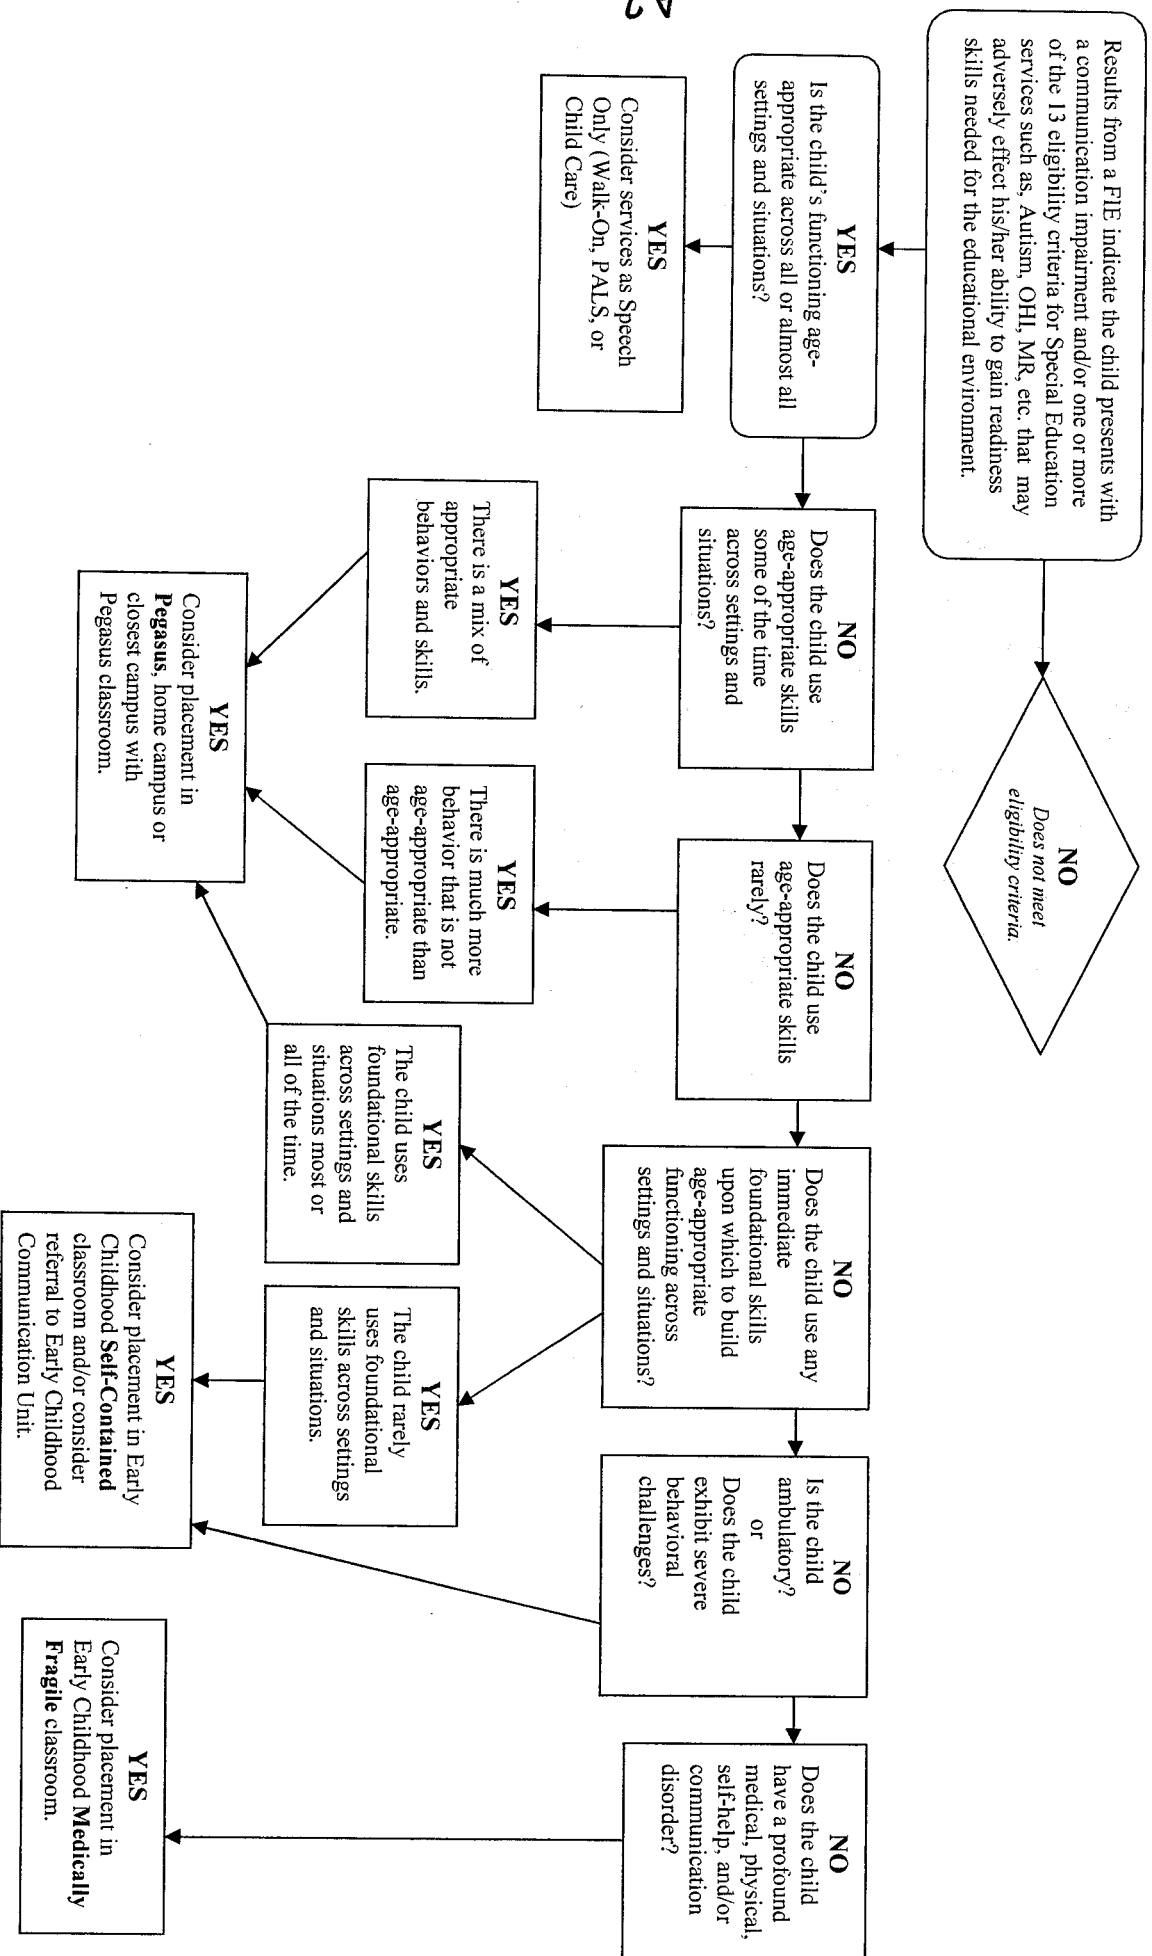 Results from a FIE indicate the child presents with
a communication impairment and/or one or more
of the 13 eligibility criteria for Special Education
services such as, Autism, OHI, MR, etc. that may
adversely effect his/her ability to gain readiness
skills needed for the educational environment.
NO
Does not meet
eligibility criteria.
YES
Is the child's functioning age-
appropriate across all or almost all
settings and situations?
NO
Does the child use
age-appropriate skills
some of the time
across settings and
situations?
NO
Does the child use
age-appropriate skills
rarely?
NO
Does the child use any
immediate
foundational skills
upon which to build
age-appropriate
functioning across
settings and situations?
NO
Is the child
ambulatory?
or
Does the child
exhibit severe
behavioral
challenges?
NO
Does the child
have a profound
medical, physical,
self-help, and/or
communication
disorder?
YES
Consider services as Speech
Only (Walk-On, PALS, or
Child Care)
YES
There is a mix of
appropriate
behaviors and skills.
YES
There is much more
behavior that is not
age-appropriate than
age-appropriate.
YES
The child uses
foundational skills
across settings and
situations most or
all of the time.
YES
The child rarely
uses foundational
skills across settings
and situations.
YES
Consider placement in
Pegasus, home campus or
closest campus with
Pegasus classroom.
YES
Consider placement in Early
Childhood Self-Contained
classroom and/or consider
referral to Early Childhood
Communication Unit.
YES
Consider placement in
Early Childhood Medically
Fragile classroom.